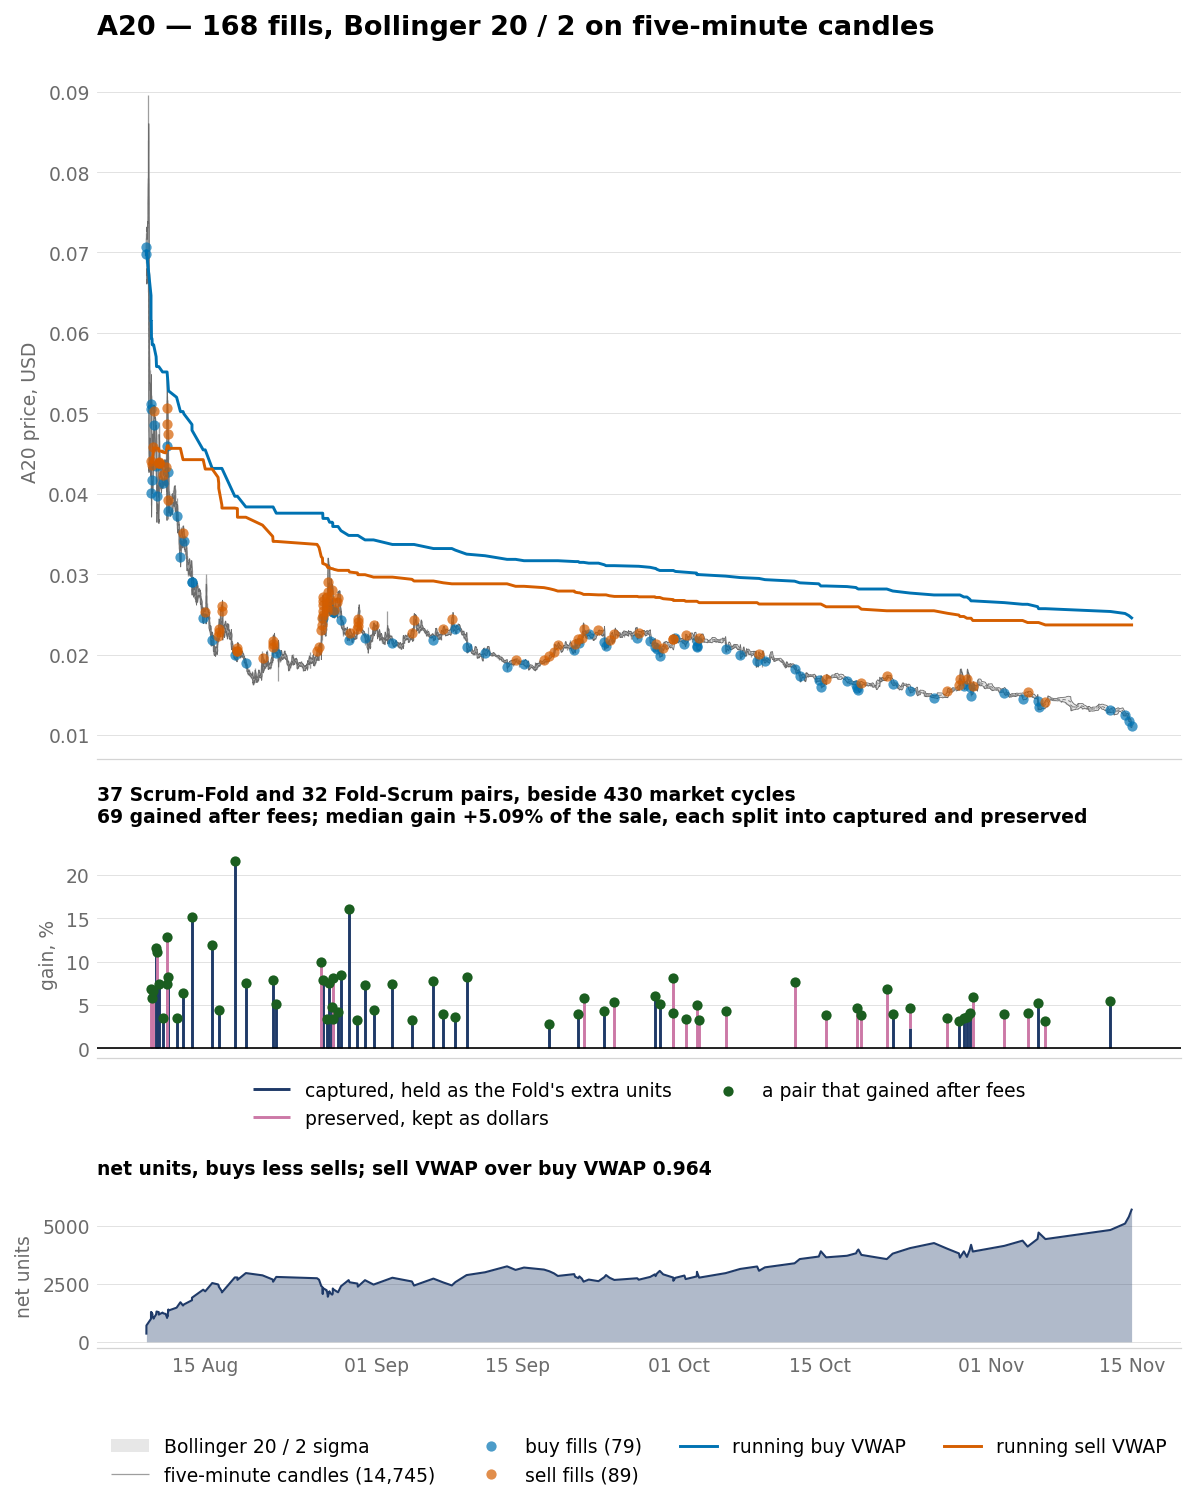 A20 — 168 fills, Bollinger 20 / 2 on five-minute candles
0.09
0.08
0.07
0.06
0.05
0.04
0.03
0.02
0.01
A20 price, USD
37 Scrum-Fold and 32 Fold-Scrum pairs, beside 430 market cycles
69 gained after fees; median gain +5.09% of the sale, each split into captured and preserved
20
15
10
5
0
gain, %
captured, held as the Fold's extra units
preserved, kept as dollars
a pair that gained after fees
net units, buys less sells; sell VWAP over buy VWAP 0.964
5000
2500
0
net units
15 Aug
01 Sep
15 Sep
01 Oct
15 Oct
01 Nov
15 Nov
Bollinger 20 / 2 sigma
five-minute candles (14,745)
buy fills (79)
sell fills (89)
running buy VWAP
running sell VWAP